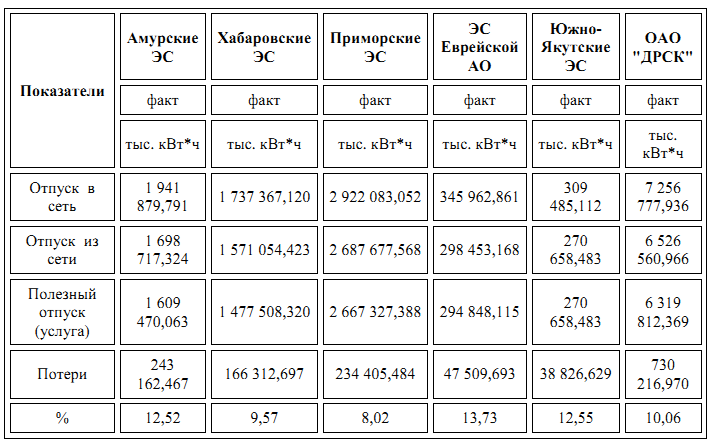 Показатели
Амурские
ЭС
Хабаровские
ЭС
Приморские
ЭС
ЭС
Еврейской
АО
Южно-
Якутские
ЭС
ОАО
"ДРСК"
факт
факт
факт
факт
факт
факт
тыс. кВт*ч
тыс. кВт*ч
тыс. кВт*ч
тыс. кВт*ч
тыс. кВт*ч
тыс.
кВт*ч
Отпуск в
сеть
1 941
879,791
1 737 367,120
2 922 083,052
345 962,861
309
485,112
7 256
777,936
Отпуск из
сети
1 698
717,324
1 571 054,423
2 687 677,568
298 453,168
270
658,483
6 526
560,966
Полезный
отпуск
(услуга)
1 609
470,063
1 477 508,320
2 667 327,388
294 848,115
270
658,483
6 319
812,369
Потери
243
162,467
166 312,697
234 405,484
47 509,693
38 826,629
730
216,970
%
12,52
9,57
8,02
13,73
12,55
10,06